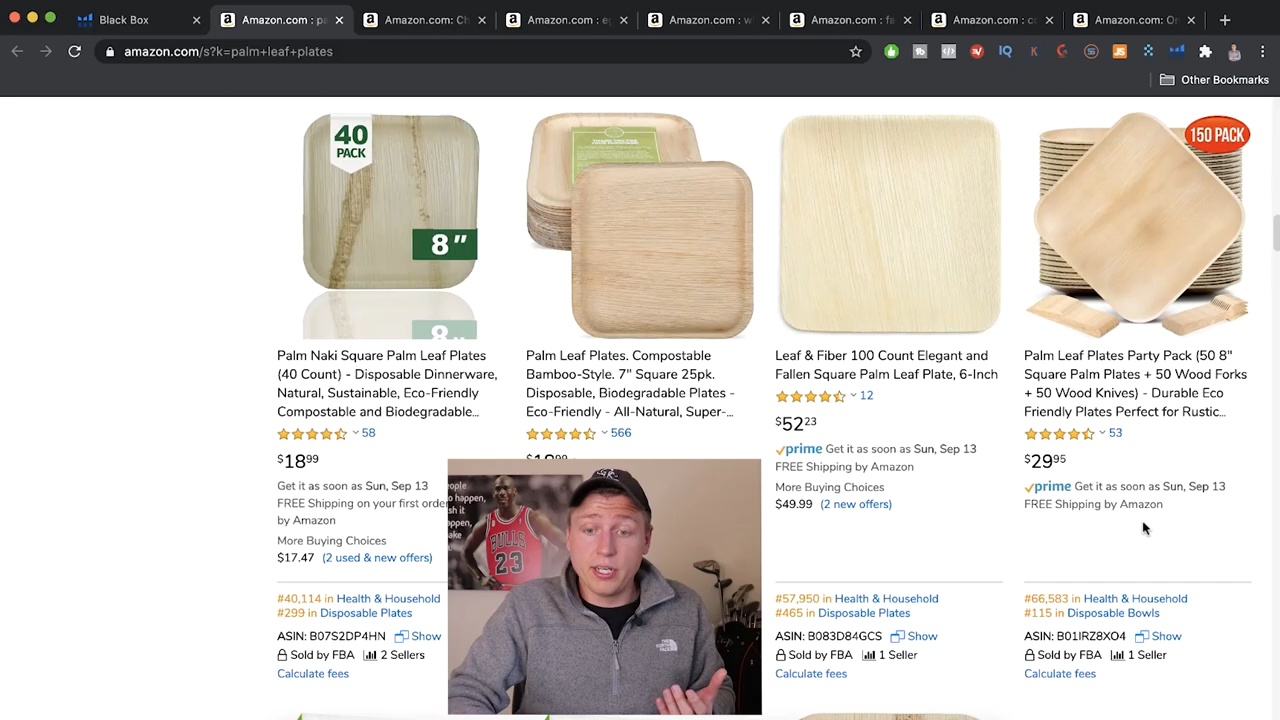 Black Box
Amazon.com : pa
Amazon.com: Ch
Amazon.com : ep
Amazon.com : w
Amazon.com : fa
Amazon.com : c
Amazon.com: Or
amazon.com/s?k=palm+leaf+plates
Other Bookmarks
40
PACK
8"
8"
150 PACK
Palm Naki Square Palm Leaf Plates
(40 Count) - Disposable Dinnerware,
Natural, Sustainable, Eco-Friendly
Compostable and Biodegradable...
58
$18.99
Get it as soon as Sun, Sep 13
FREE Shipping on your first order
by Amazon
More Buying Choices
$17.47 (2 used & new offers)
#40,114 in Health & Household
#299 in Disposable Plates
ASIN: B07S2DP4HN Show
Sold by FBA 2 Sellers
Calculate fees
Palm Leaf Plates. Compostable
Bamboo-Style. 7" Square 25pk.
Disposable, Biodegradable Plates -
Eco-Friendly - All-Natural, Super-...
566
Leaf & Fiber 100 Count Elegant and
Fallen Square Palm Leaf Plate, 6-Inch
12
$52.23
prime Get it as soon as Sun, Sep 13
FREE Shipping by Amazon
More Buying Choices
$49.99 (2 new offers)
#57,950 in Health & Household
#465 in Disposable Plates
ASIN: B083D84GCS Show
Sold by FBA 1 Seller
Calculate fees
Palm Leaf Plates Party Pack (50 8"
Square Palm Plates + 50 Wood Forks
+ 50 Wood Knives) - Durable Eco
Friendly Plates Perfect for Rustic...
53
$29.95
prime Get it as soon as Sun, Sep 13
FREE Shipping by Amazon
#66,583 in Health & Household
#115 in Disposable Bowls
ASIN: B01IRZ8XO4 Show
Sold by FBA 1 Seller
Calculate fees
people
happen,
happen,
happen.
BULLS
23
THE NORTH FACE